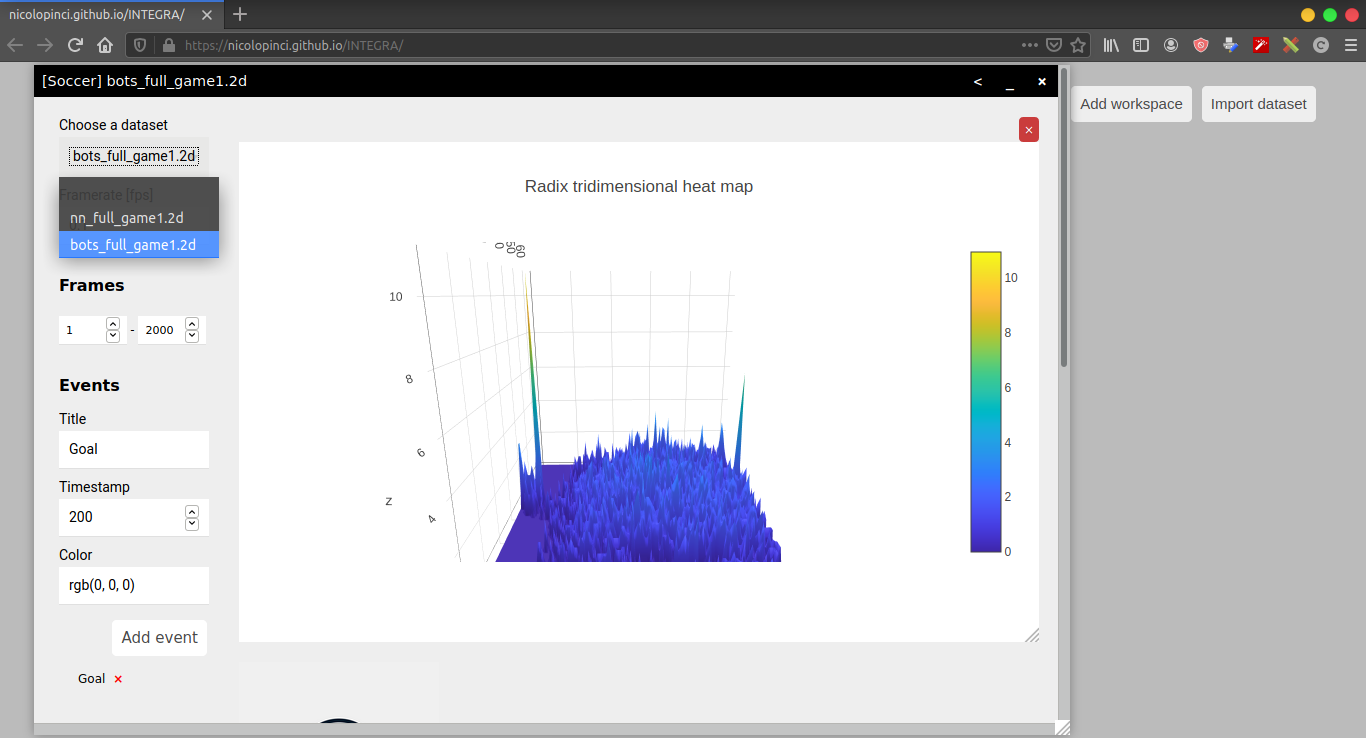 nicolopinci.github.io/INTEGRA/
https://nicolopinci.github.io/INTEGRA/
[Soccer] bots_full_game1.2d
Add workspace
Import dataset
Choose a dataset
bots_full_game1.2d
Framerate [fps]
nn_full_game1.2d
bots_full_game1.2d
Frames
1 - 2000
Events
Title
Goal
Timestamp
200
Color
rgb(0, 0, 0)
Add event
Goal ×
Radix tridimensional heat map
0
50
60
10
8
6
z
4
10
8
6
4
2
0